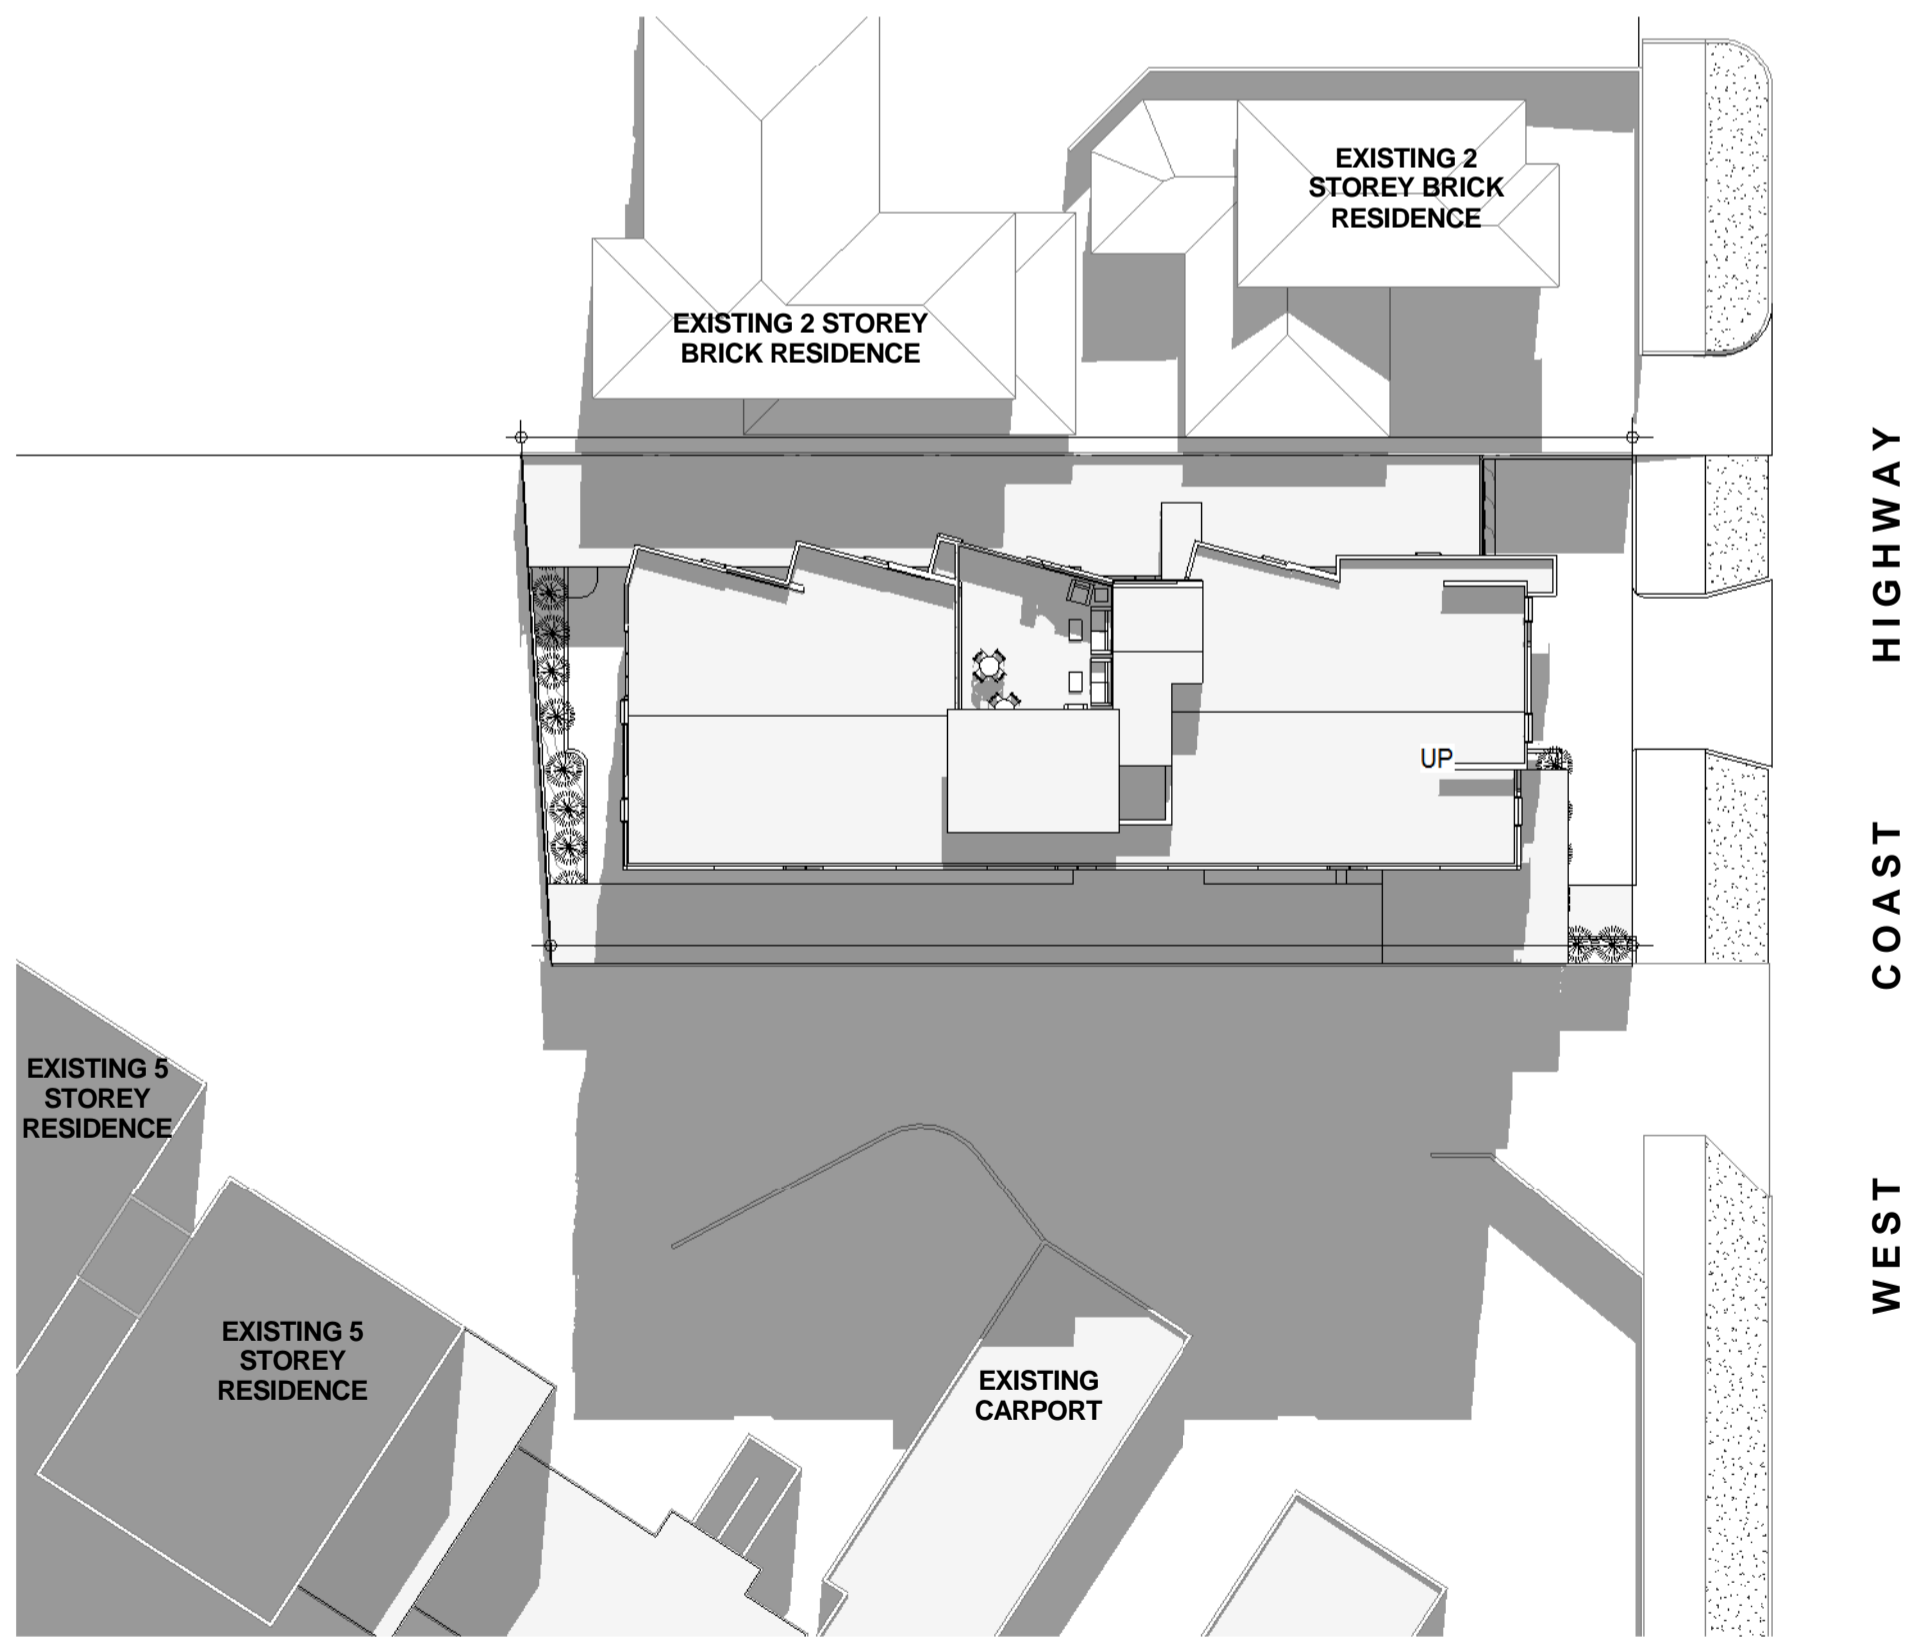 EXISTING 2
STOREY BRICK
RESIDENCE
EXISTING 2 STOREY
BRICK RESIDENCE
UP
EXISTING 5
STOREY
RESIDENCE
EXISTING 5
STOREY
RESIDENCE
EXISTING
CARPORT
WEST COAST HIGHWAY